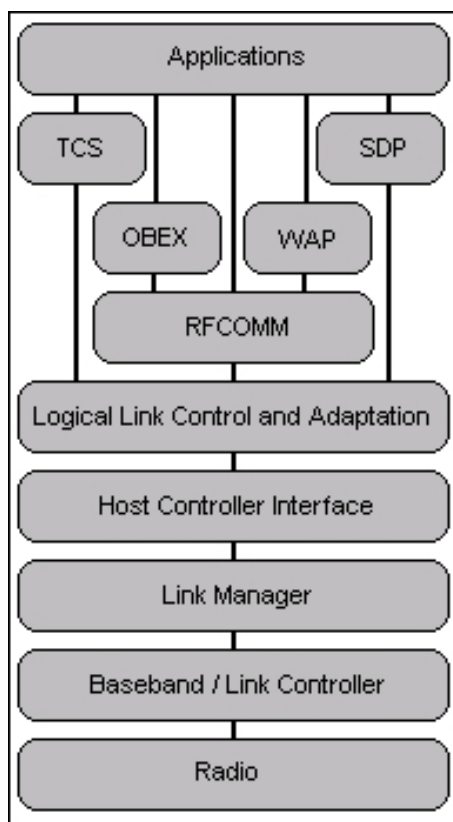 Applications
TCS
SDP
OBEX
WAP
RFCOMM
Logical Link Control and Adaptation
Host Controller Interface
Link Manager
Baseband / Link Controller
Radio